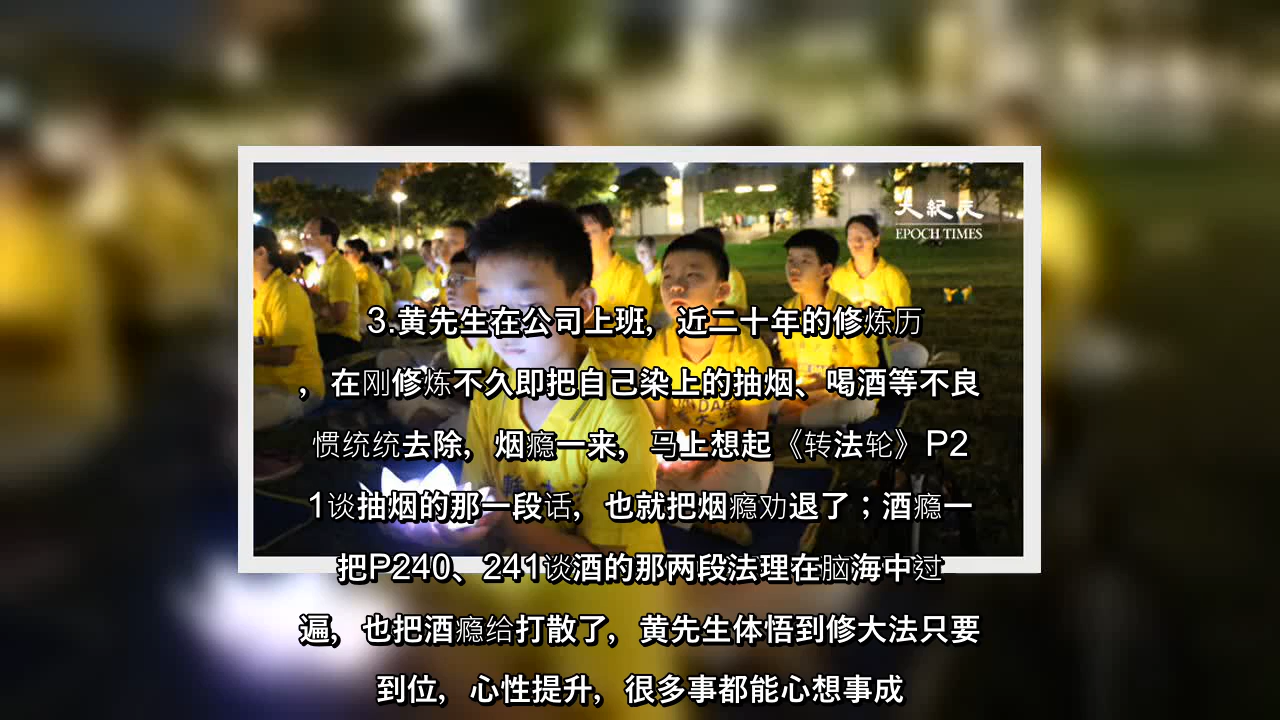 大紀元
EPOCH TIMES
3.黄先生在公司上班，近二十年的修炼历
，在刚修炼不久即把自己染上的抽烟、喝酒等不良
惯统统去除，烟瘾一来，马上想起《转法轮》P2
1谈抽烟的那一段话，也就把烟瘾劝退了；酒瘾一
把P240、241谈酒的那两段法理在脑海中过
遍，也把酒瘾给打散了，黄先生体悟到修大法只要
到位，心性提升，很多事都能心想事成